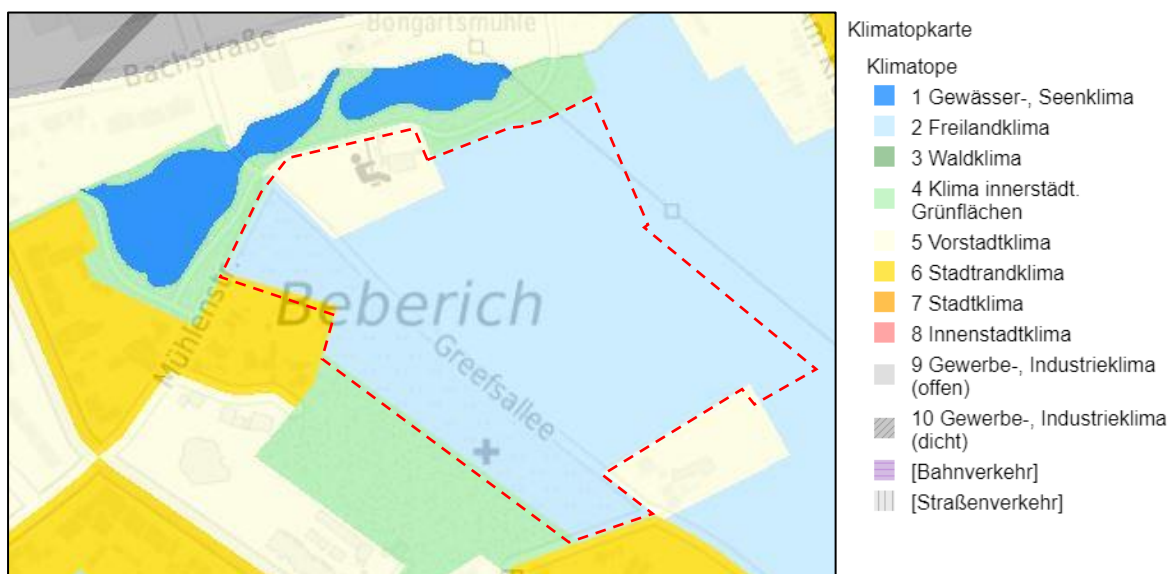 Bongartsmühle
Bachstraße
Mühlenstr.
Beberich
Greefsallee
Klimatopkarte
Klimatope
1 Gewässer-, Seenklima
2 Freilandklima
3 Waldklima
4 Klima innerstädt.
Grünflächen
5 Vorstadtklima
6 Stadtrandklima
7 Stadtklima
8 Innenstadtklima
9 Gewerbe-, Industrieklima
(offen)
10 Gewerbe-, Industrieklima
(dicht)
[Bahnverkehr]
[Straßenverkehr]